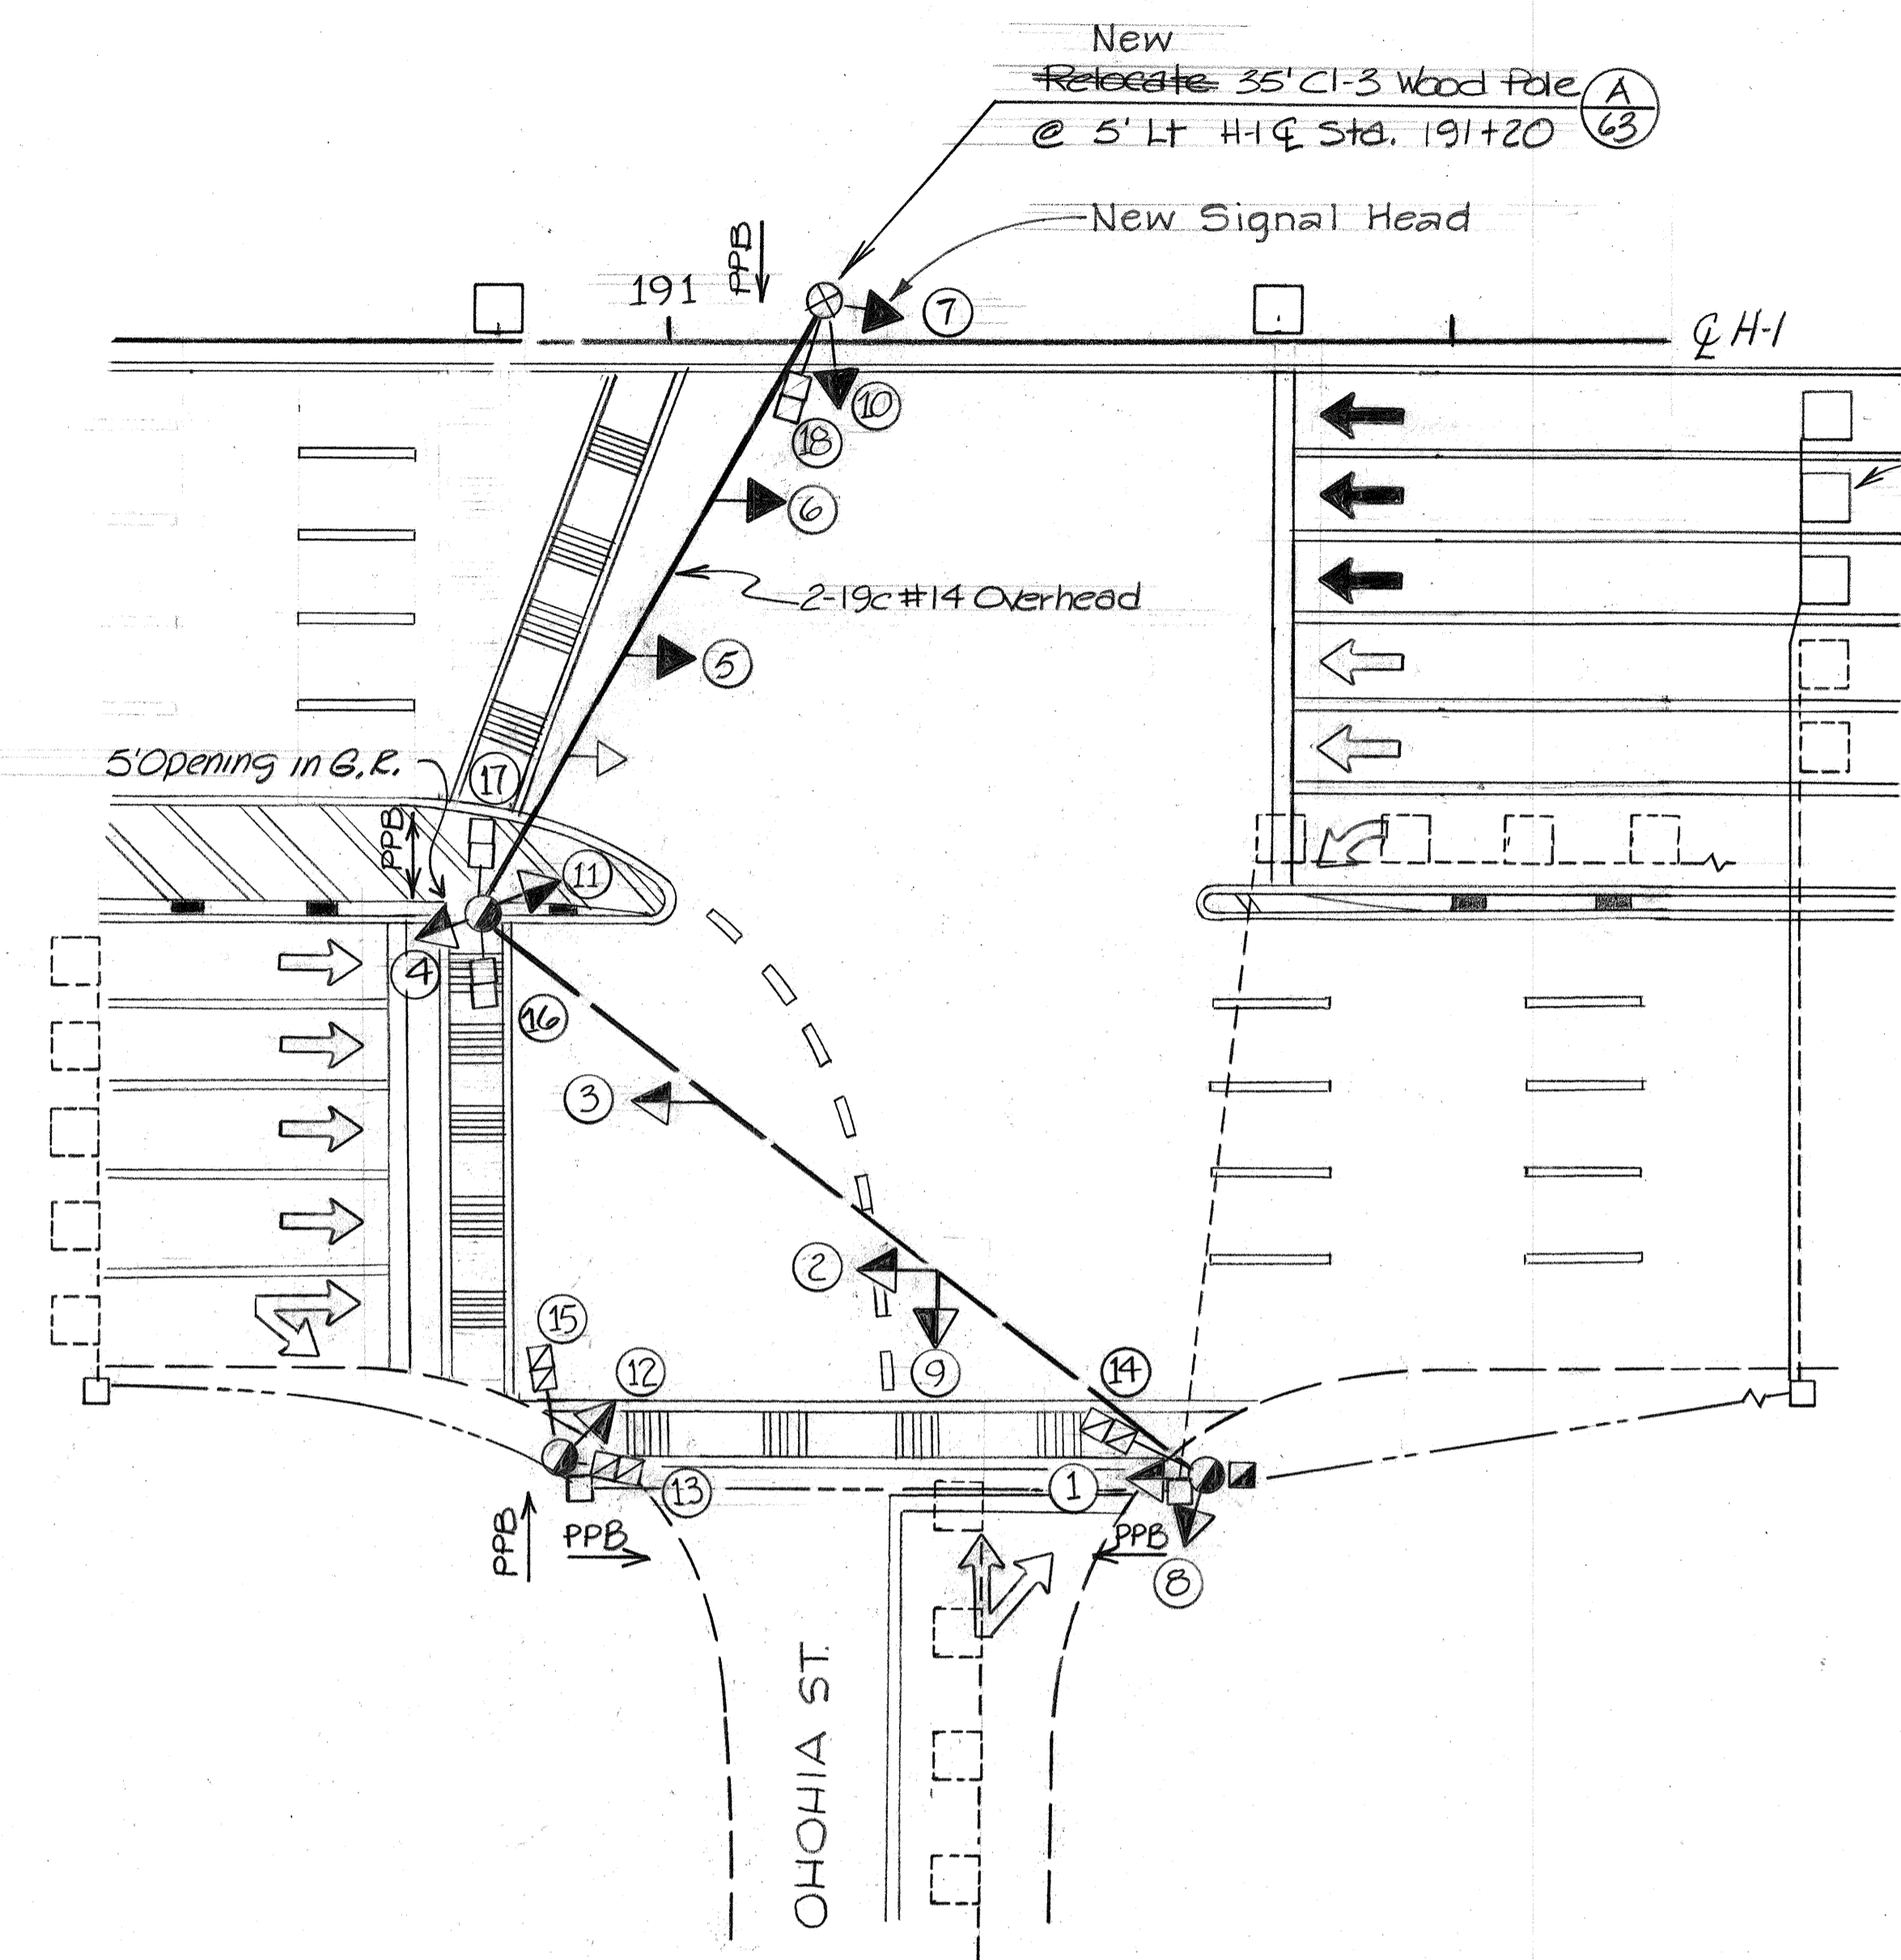 New
Relocate 35' Cl-3 Wood Pole
A
63
@ 5' Lt H-1 ℄ Sta. 191+20
New Signal Head
PPB
191
7
℄ H-1
10
18
6
2-19c #14 Overhead
5
5' Opening in G.R.
17
PPB
11
4
16
3
2
15
12
9
14
13
1
PPB
PPB
PPB
8
OHOHIA ST.